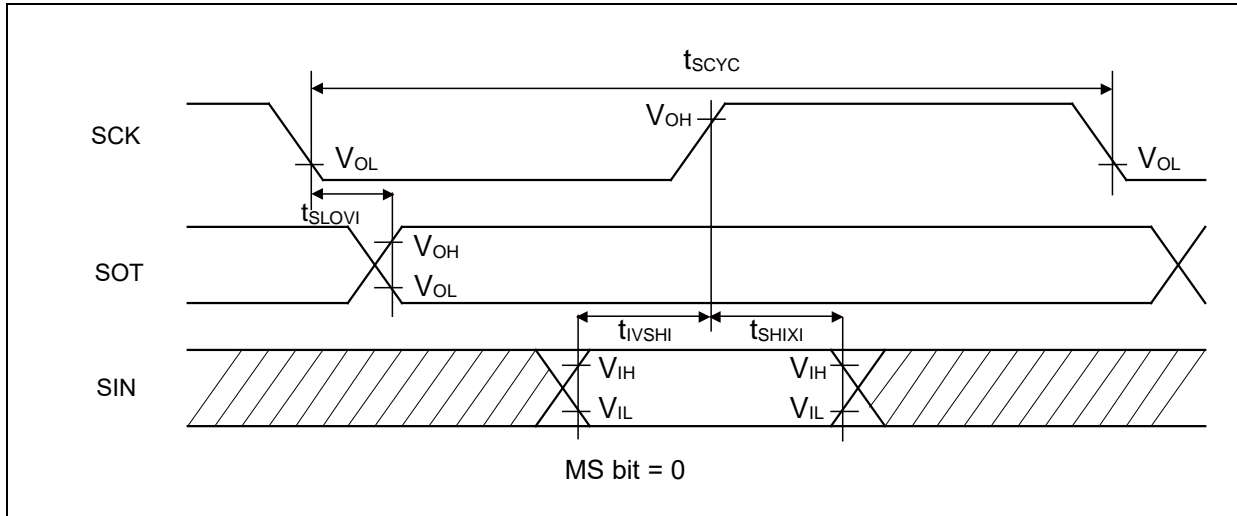 tSCYC
SCK
VOH
VOL
VOL
tSLOVI
SOT
VOH
VOL
tIVSHI
tSHIXI
SIN
VIH
VIH
VIL
VIL
MS bit = 0